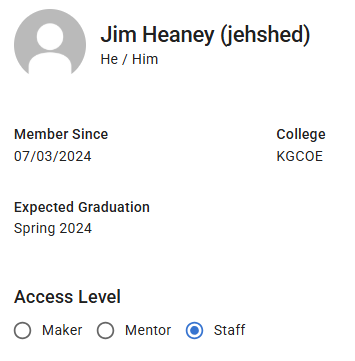 Jim Heaney (jehshed)
He / Him
Member Since
College
07/03/2024
KGCOE
Expected Graduation
Spring 2024
Access Level
Maker Mentor Staff